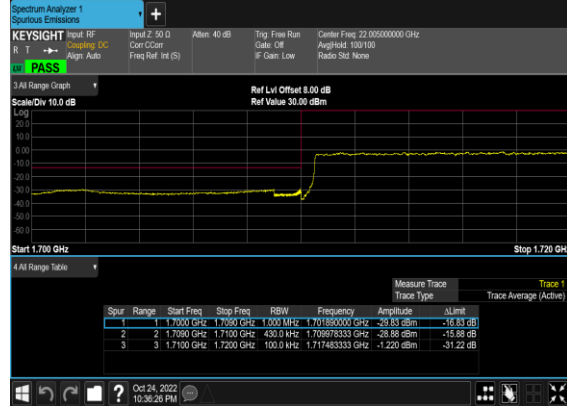 Spectrum Analyzer 1
Spurious Emissions
+
KEYSIGHT
R T
Input: RF
Coupling: DC
Align: Auto
Input Z: 50 Ω
Corr CCorr
Freq Ref: Int (S)
Atten: 40 dB
Trig: Free Run
Gate: Off
IF Gain: Low
Center Freq: 22.005000000 GHz
Avg|Hold: 100/100
Radio Std: None
PASS
3 All Range Graph
Ref Lvl Offset 8.00 dB
Scale/Div 10.0 dB
Ref Value 30.00 dBm
Log
20.0
10.0
0.00
-10.0
-20.0
-30.0
-40.0
-50.0
-60.0
Start 1.700 GHz
Stop 1.720 GH
4 All Range Table
Measure Trace Trace 1
Trace Type Trace Average (Active)
Spur Range Start Freq Stop Freq RBW Frequency Amplitude ΔLimit
1 1 1.7000 GHz 1.7090 GHz 1.000 MHz 1.701890000 GHz -29.83 dBm -16.83 dB
2 2 1.7090 GHz 1.7100 GHz 430.0 kHz 1.709978333 GHz -28.88 dBm -15.88 dB
3 3 1.7100 GHz 1.7200 GHz 100.0 kHz 1.717483333 GHz -1.220 dBm -31.22 dB
?
Oct 24, 2022
10:36:26 PM